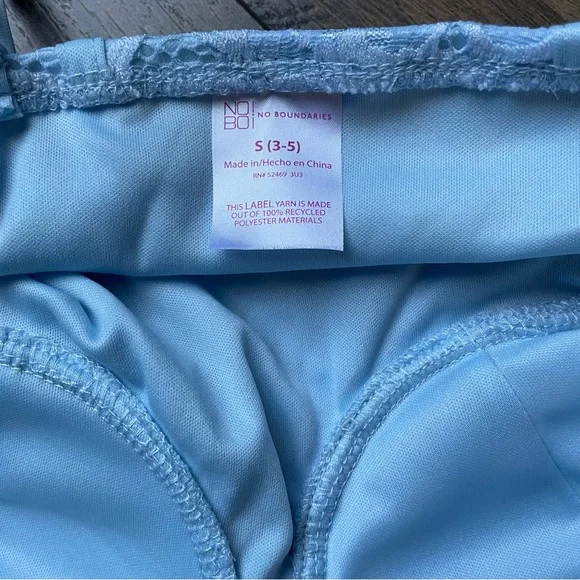 NO!
BO! NO BOUNDARIES
S (3-5)
Made in/Hecho en China
RN# 52469 3U3
THIS LABEL YARN IS MADE
OUT OF 100% RECYCLED
POLYESTER MATERIALS